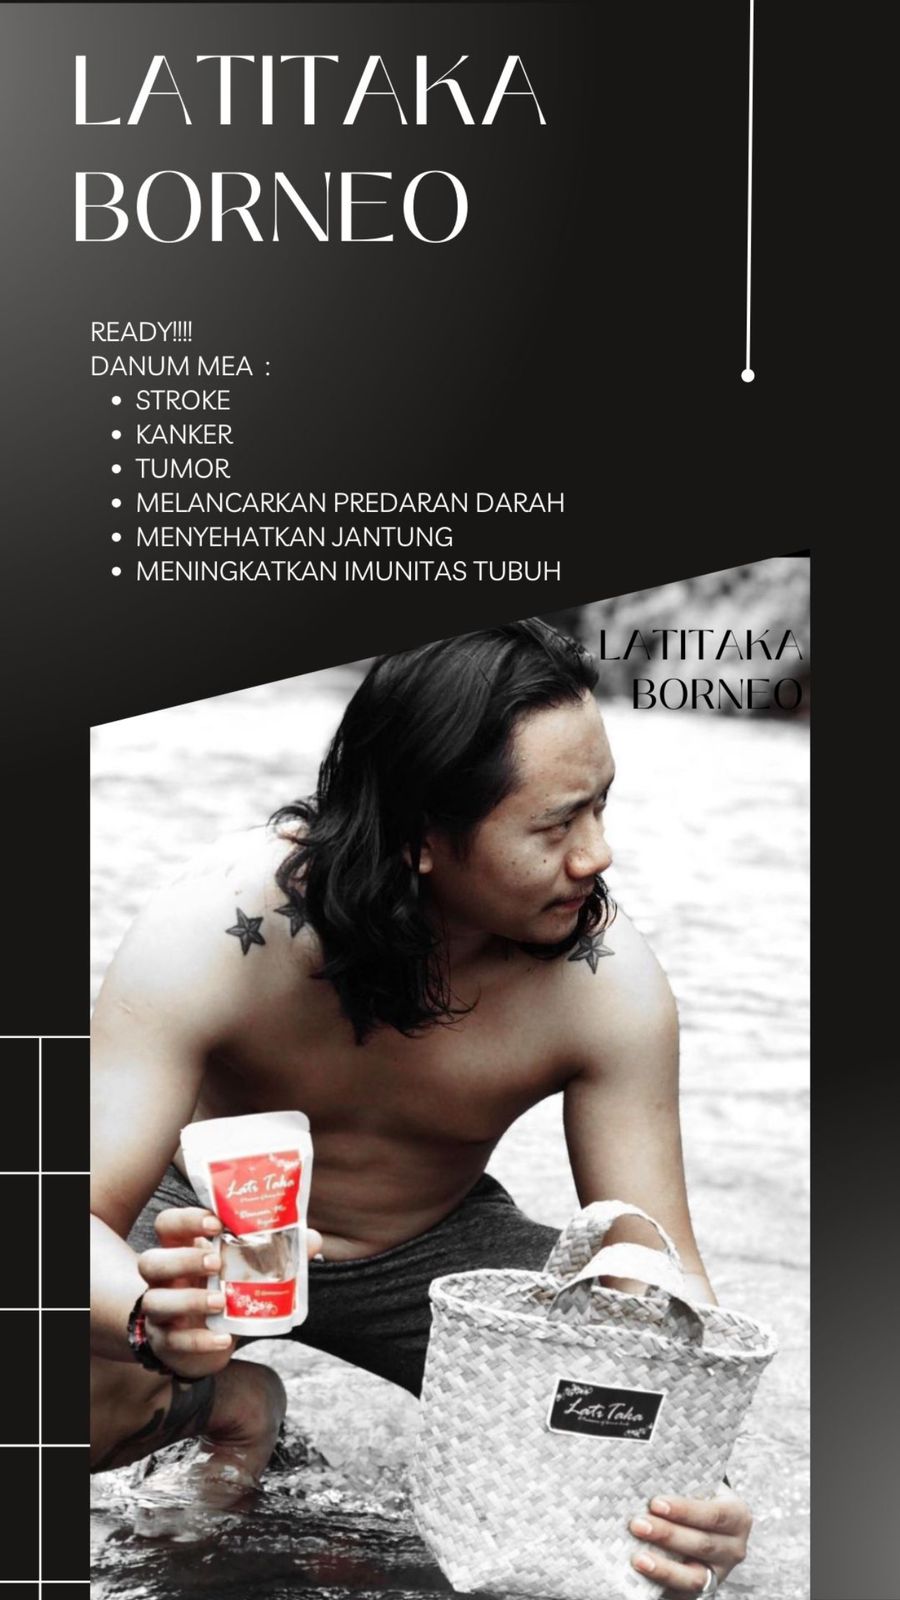 LATITAKA
BORNEO
READY!!!!
DANUM MEA :
• STROKE
• KANKER
• TUMOR
• MELANCARKAN PREDARAN DARAH
• MENYEHATKAN JANTUNG
• MENINGKATKAN IMUNITAS TUBUH
LATITAKA
BORNEO
Lati Taka
Lati Taka